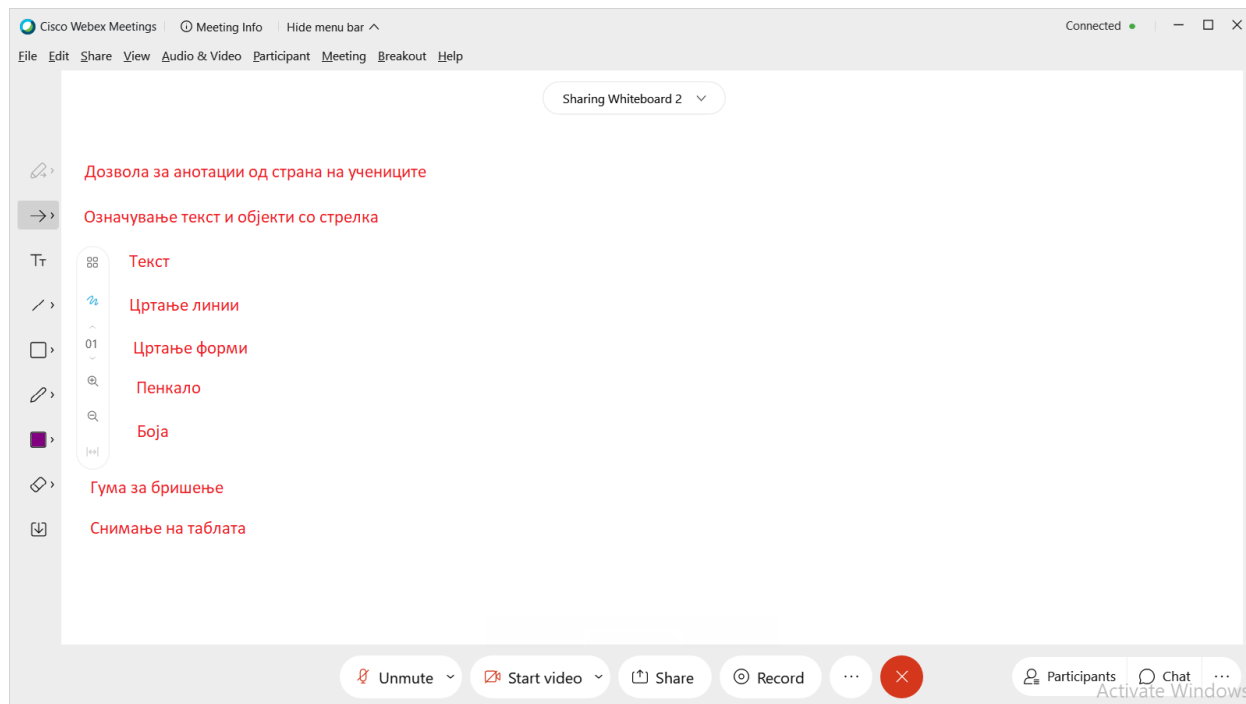 Cisco Webex Meetings Meeting Info Hide menu bar Connected
File Edit Share View Audio & Video Participant Meeting Breakout Help
Sharing Whiteboard 2
Дозвола за анотации од страна на учениците
Означување текст и објекти со стрелка
Текст
Цртање линии
01
Цртање форми
Пенкало
Боја
Гума за бришење
Снимање на таблата
Unmute Start video Share Record Participants Chat
Activate Windows